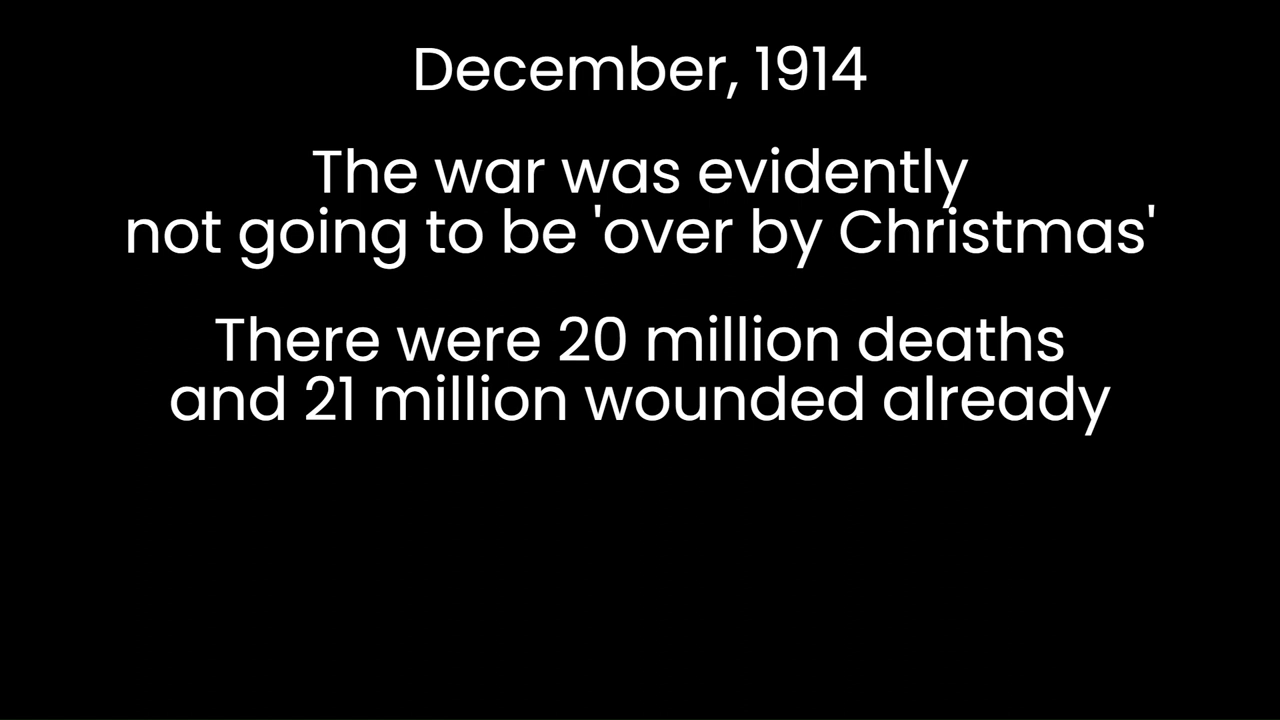 December, 1914
The war was evidently
not going to be 'over by Christmas'
There were 20 million deaths
and 21 million wounded already